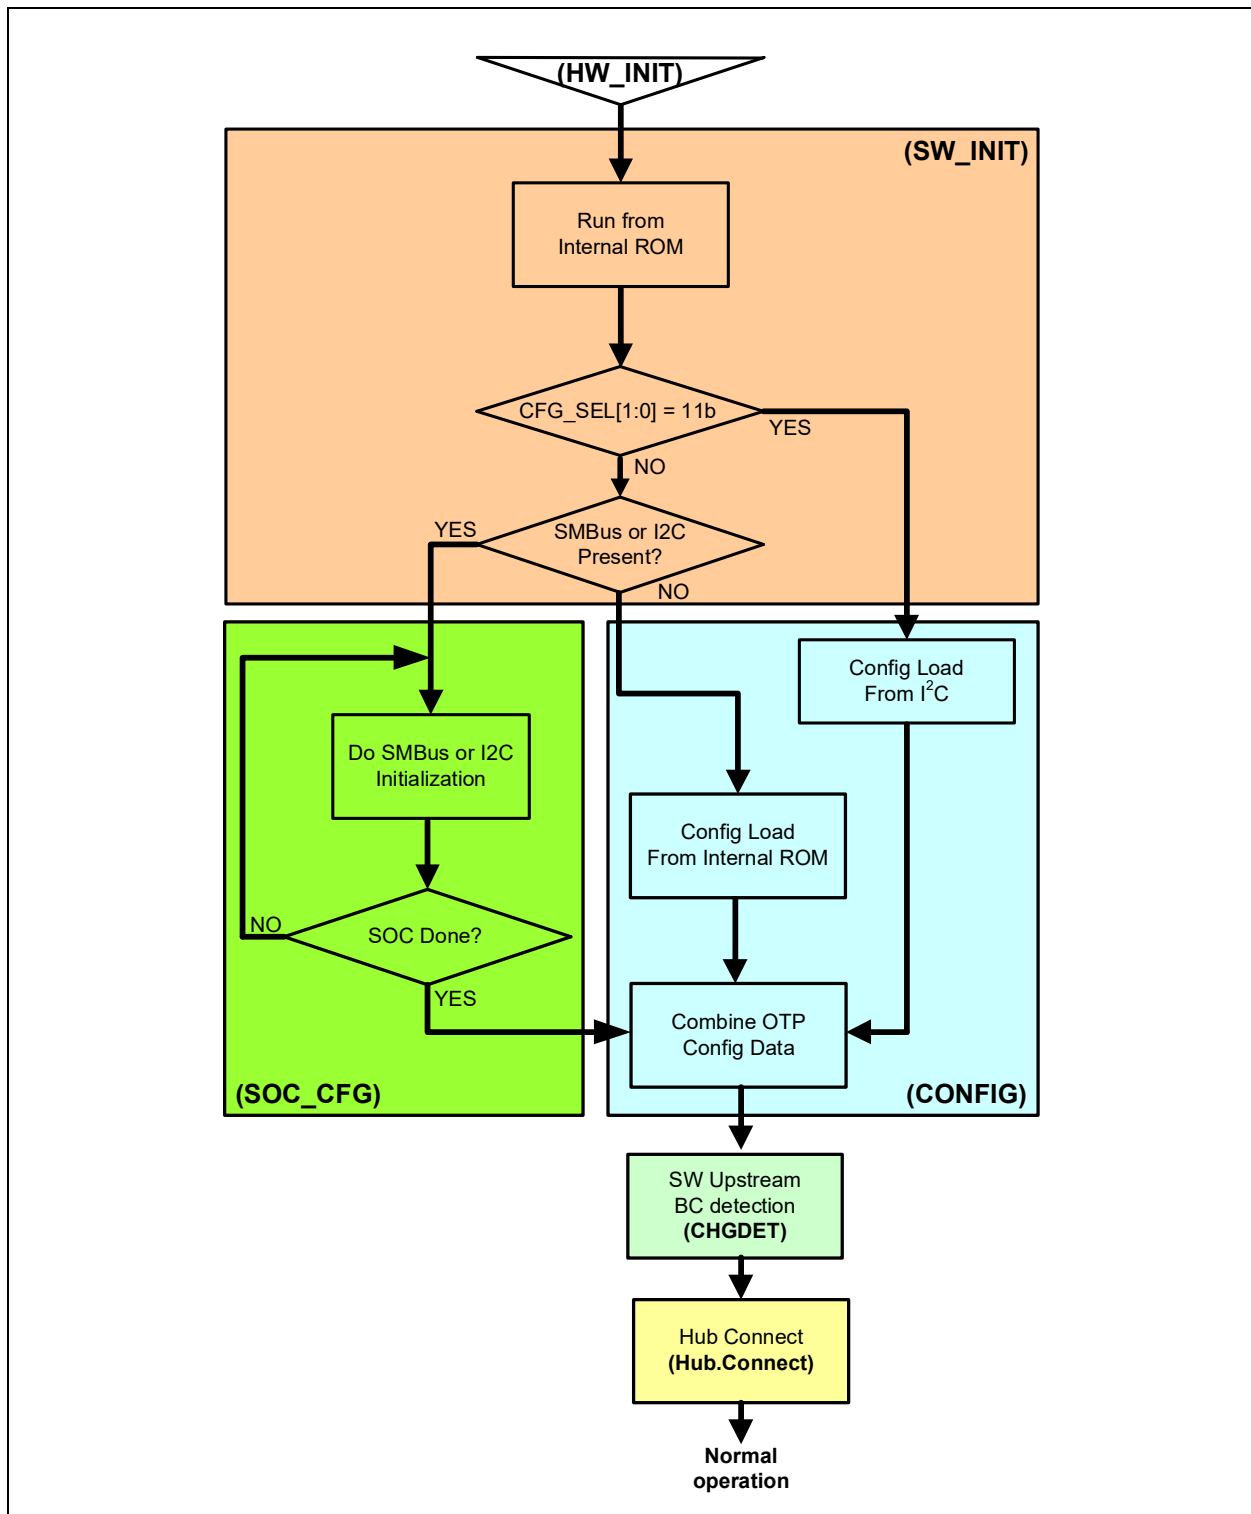 (HW_INIT)
(SW_INIT)
Run from
Internal ROM
CFG_SEL[1:0] = 11b
YES
NO
SMBus or I2C
Present?
YES
NO
Config Load
From I²C
Do SMBus or I2C
Initialization
Config Load
From Internal ROM
SOC Done?
NO
YES
Combine OTP
Config Data
(SOC_CFG)
(CONFIG)
SW Upstream
BC detection
(CHGDET)
Hub Connect
(Hub.Connect)
Normal
operation